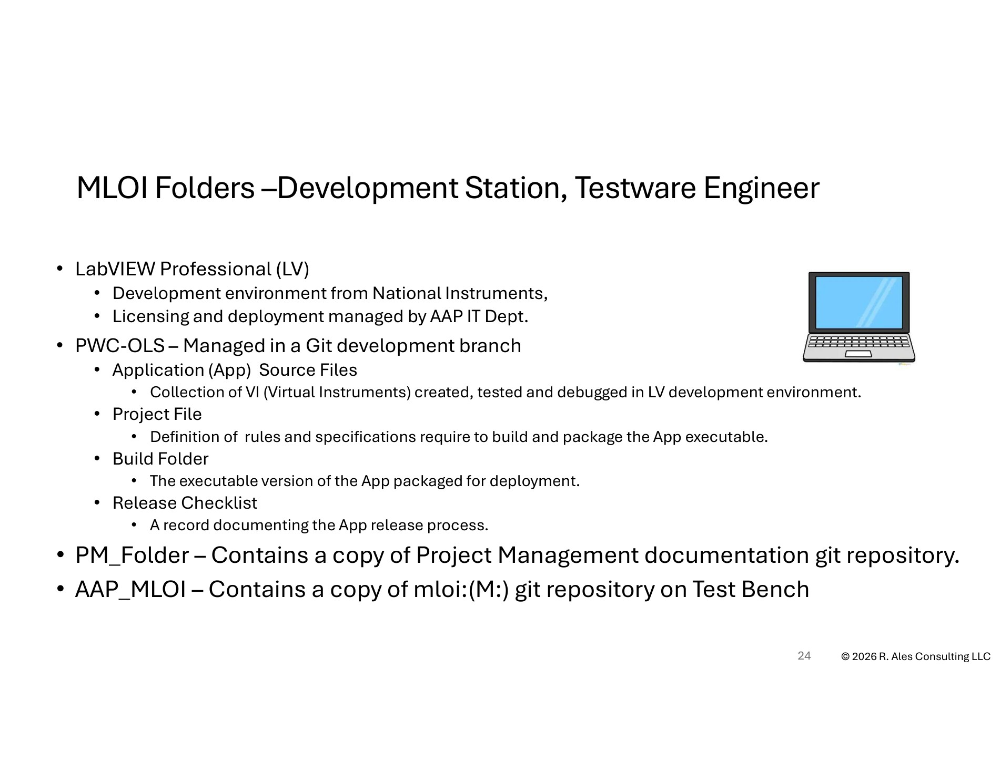 MLOI Folders –Development Station, Testware Engineer
• LabVIEW Professional (LV)
• Development environment from National Instruments,
• Licensing and deployment managed by AAP IT Dept.
• PWC-OLS – Managed in a Git development branch
• Application (App)  Source Files
• Collection of VI (Virtual Instruments) created, tested and debugged in LV development environment.
• Project File
• Definition of  rules and specifications require to build and package the App executable.
• Build Folder
• The executable version of the App packaged for deployment.
• Release Checklist
• A record documenting the App release process.
• PM_Folder – Contains a copy of Project Management documentation git repository.
• AAP_MLOI – Contains a copy of mloi:(M:) git repository on Test Bench
24
© 2026 R. Ales Consulting LLC